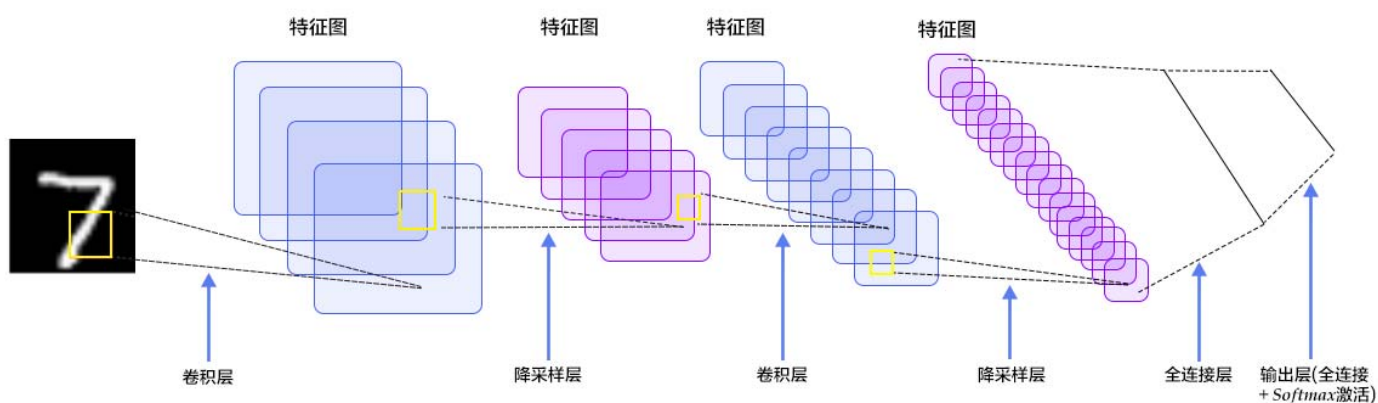 特征图
特征图
特征图
特征图
7
卷积层
降采样层
卷积层
降采样层
全连接层
输出层(全连接
+ Softmax激活)